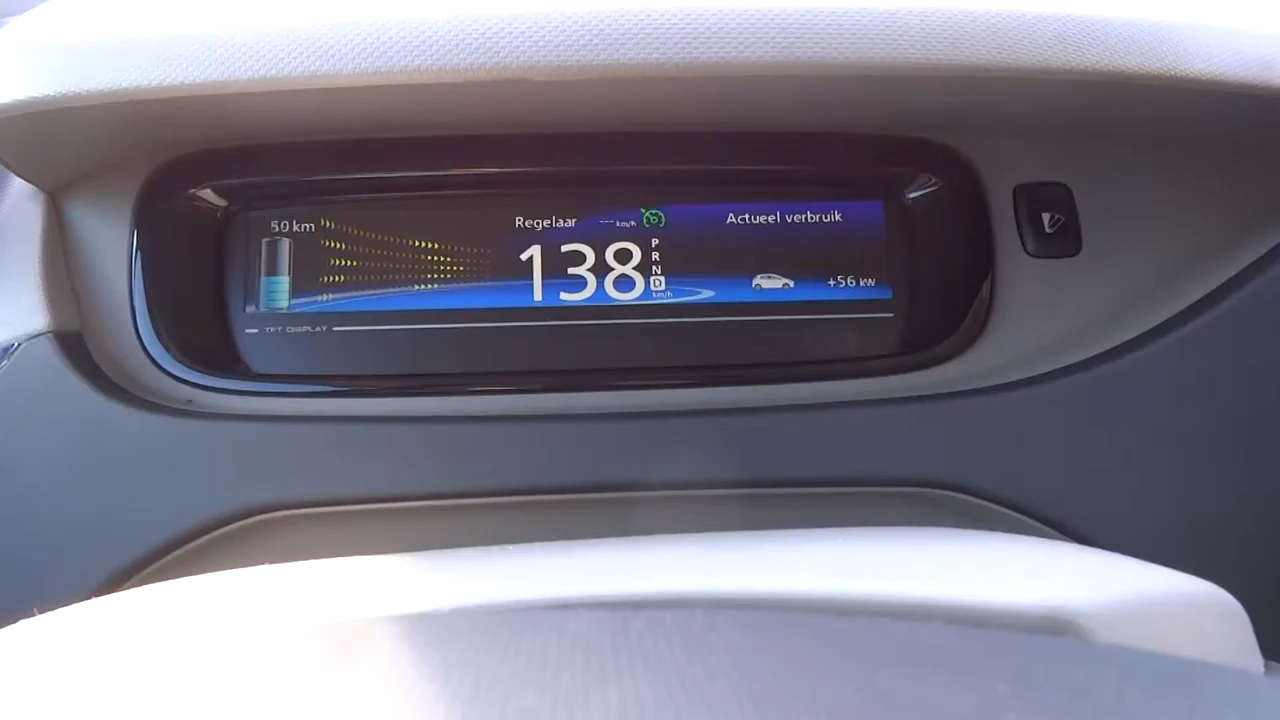 50 km
Regelaar --- km/h
138
P
R
N
D
km/h
Actueel verbruik
+56 kW
TFT DISPLAY